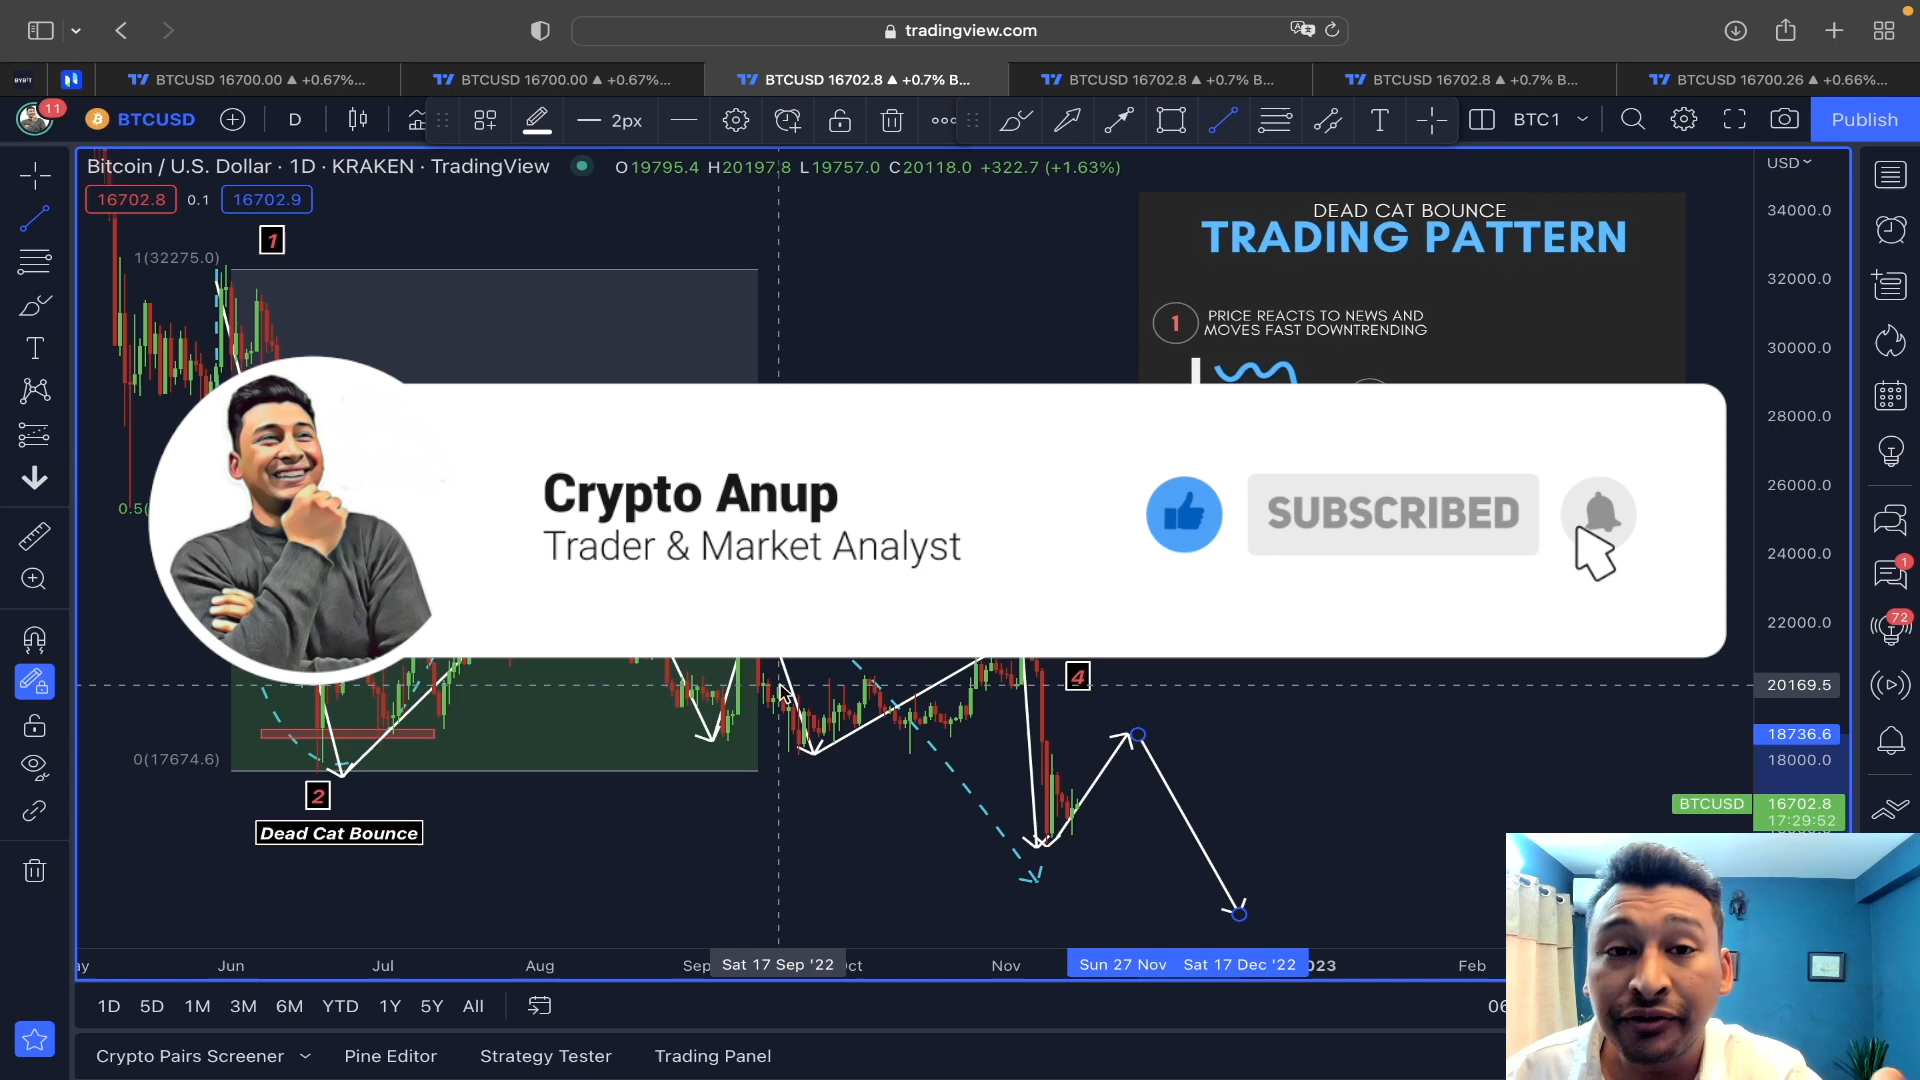 tradingview.com
BYBIT
BTCUSD 16700.00 ▲ +0.67%...
BTCUSD 16700.00 ▲ +0.67%...
BTCUSD 16702.8 ▲ +0.7% B...
BTCUSD 16702.8 ▲ +0.7% B...
BTCUSD 16702.8 ▲ +0.7% B...
BTCUSD 16700.26 ▲ +0.66%...
11
BTCUSD
D
2px
T
BTC1
Publish
Bitcoin / U.S. Dollar · 1D · KRAKEN · TradingView
O19795.4 H20197.8 L19757.0 C20118.0 +322.7 (+1.63%)
USD
16702.8
0.1
16702.9
DEAD CAT BOUNCE
TRADING PATTERN
1
PRICE REACTS TO NEWS AND
MOVES FAST DOWNTRENDING
34000.0
32000.0
30000.0
28000.0
26000.0
24000.0
22000.0
20169.5
18736.6
18000.0
BTCUSD
16702.8
17:29:52
1
1(32275.0)
0.5(
0(17674.6)
Crypto Anup
Trader & Market Analyst
SUBSCRIBED
4
2
Dead Cat Bounce
1
72
Jun
Jul
Aug
Sep
Sat 17 Sep '22
Nov
Sun 27 Nov
Sat 17 Dec '22
Feb
1D
5D
1M
3M
6M
YTD
1Y
5Y
All
Crypto Pairs Screener
Pine Editor
Strategy Tester
Trading Panel